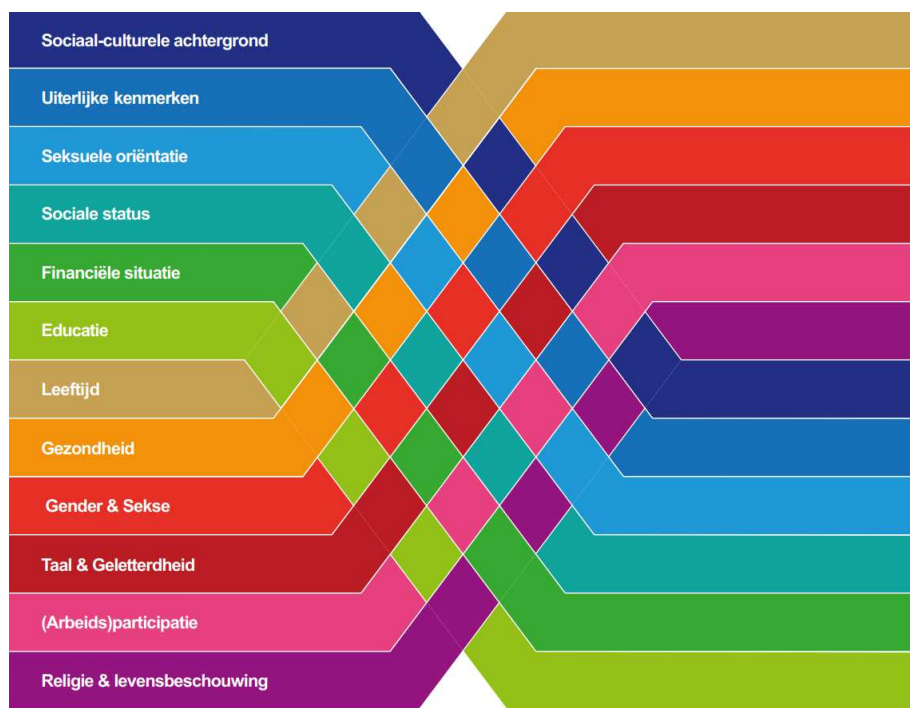 Sociaal-culturele achtergrond
Uiterlijke kenmerken
Seksuele oriëntatie
Sociale status
Financiële situatie
Educatie
Leeftijd
Gezondheid
Gender & Sekse
Taal & Geletterdheid
(Arbeids)participatie
Religie & levensbeschouwing